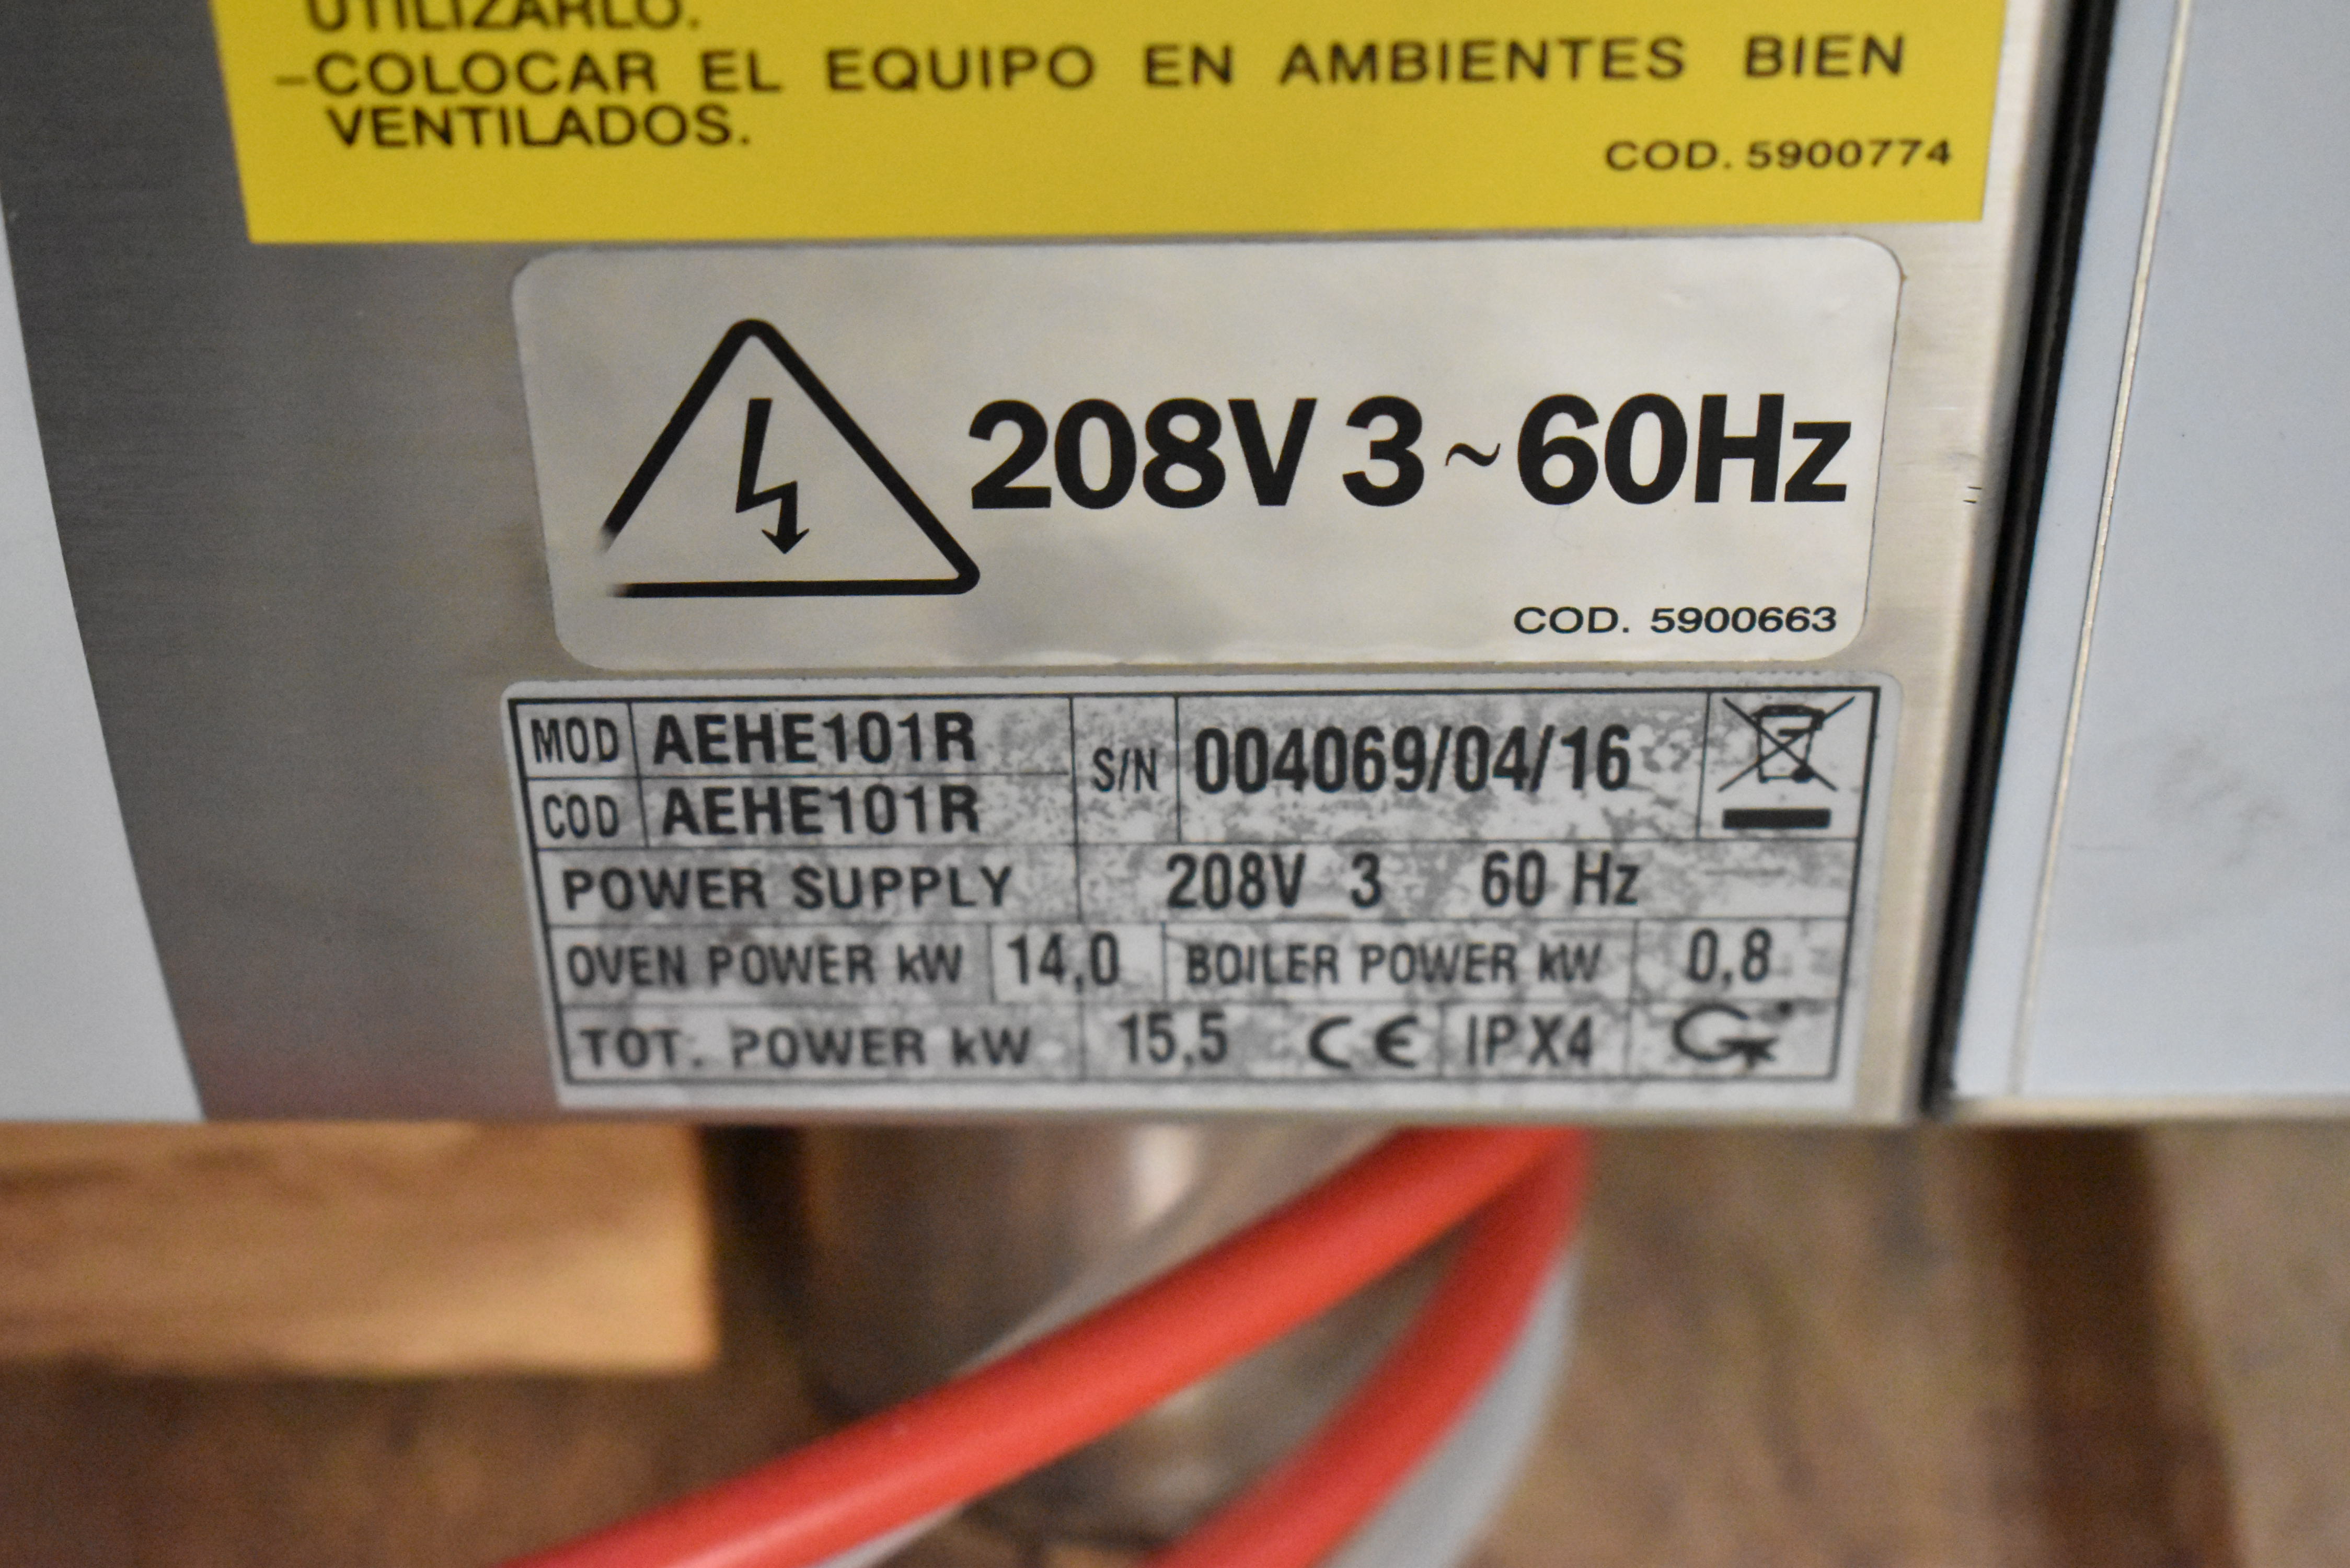 UTILIZARLO.
-COLOCAR EL EQUIPO EN AMBIENTES BIEN
VENTILADOS.
COD. 5900774
208V 3~60Hz
COD. 5900663
MOD AEHE101R S/N 004069/04/16
COD AEHE101R
POWER SUPPLY 208V 3 60 Hz
OVEN POWER kW 14,0 BOILER POWER kW 0,8
TOT. POWER kW 15,5 CE IPX4